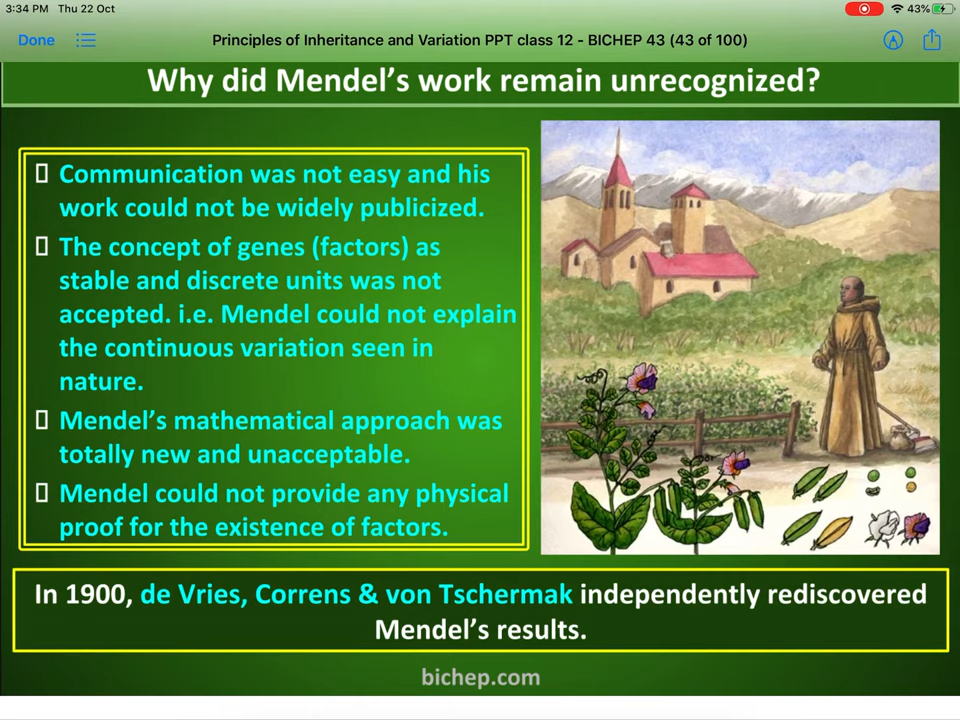 3:34 PM Thu 22 Oct
43%
Done
Principles of Inheritance and Variation PPT class 12 - BICHEP 43 (43 of 100)
Why did Mendel's work remain unrecognized?
Communication was not easy and his
work could not be widely publicized.
The concept of genes (factors) as
stable and discrete units was not
accepted. i.e. Mendel could not explain
the continuous variation seen in
nature.
Mendel's mathematical approach was
totally new and unacceptable.
Mendel could not provide any physical
proof for the existence of factors.
In 1900, de Vries, Correns & von Tschermak independently rediscovered
Mendel's results.
bichep.com